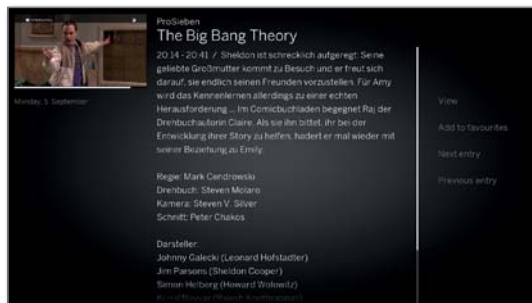 ProSieben
The Big Bang Theory
20:14 - 20:41 / Sheldon ist schrecklich aufgeregt: Seine
geliebte Großmutter kommt zu Besuch und er freut sich
darauf, sie endlich seinen Freunden vorzustellen. Für Amy
wird das Kennenlernen allerdings zu einer echten
Herausforderung ... Im Comicbuchladen begegnet Raj der
Drehbuchautorin Claire. Als sie ihn bittet, ihr bei der
Entwicklung ihrer Story zu helfen, hadert er mal wieder mit
seiner Beziehung zu Emily.
Regie: Mark Cendrowski
Drehbuch: Steven Molaro
Kamera: Steven V. Silver
Schnitt: Peter Chakos
Darsteller:
Johnny Galecki (Leonard Hofstadter)
Jim Parsons (Sheldon Cooper)
Simon Helberg (Howard Wolowitz)
Monday, 5. September
View
Add to favourites
Next entry
Previous entry